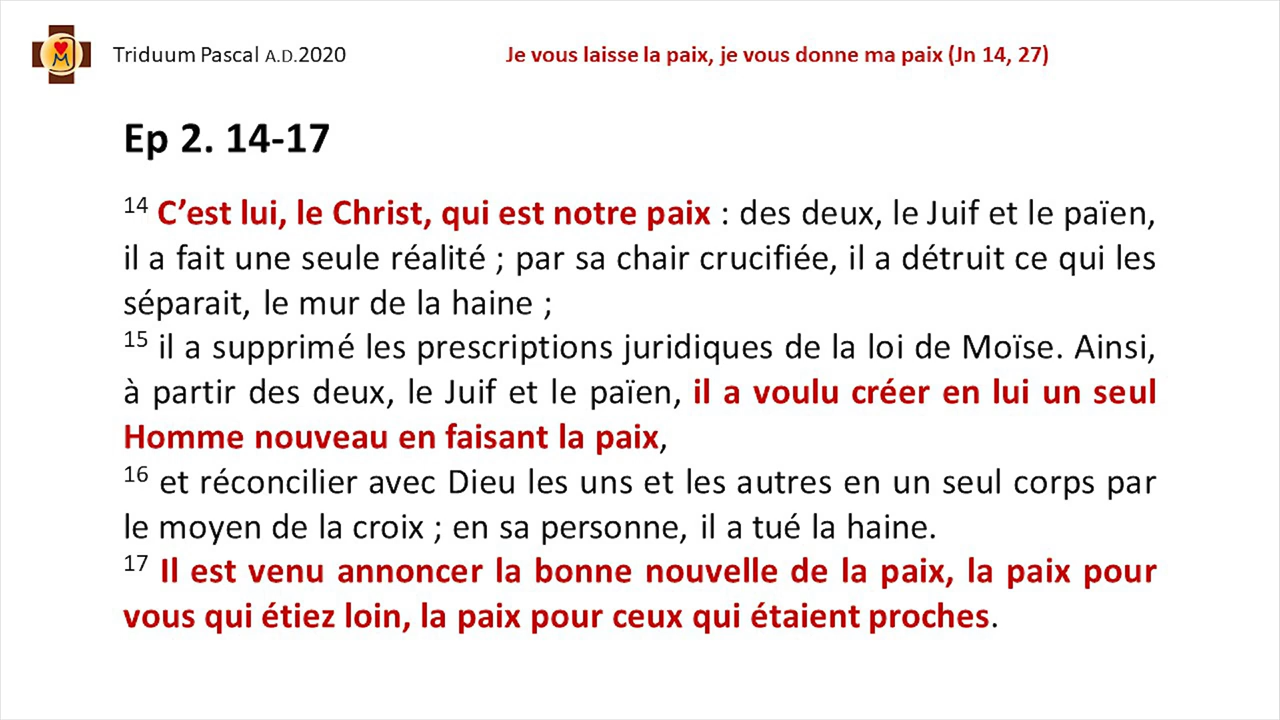 Triduum Pascal A.D.2020
Je vous laisse la paix, je vous donne ma paix (Jn 14, 27)
Ep 2. 14-17
14 C’est lui, le Christ, qui est notre paix : des deux, le Juif et le païen,
il a fait une seule réalité ; par sa chair crucifiée, il a détruit ce qui les
séparait, le mur de la haine ;
15 il a supprimé les prescriptions juridiques de la loi de Moïse. Ainsi,
à partir des deux, le Juif et le païen, il a voulu créer en lui un seul
Homme nouveau en faisant la paix,
16 et réconcilier avec Dieu les uns et les autres en un seul corps par
le moyen de la croix ; en sa personne, il a tué la haine.
17 Il est venu annoncer la bonne nouvelle de la paix, la paix pour
vous qui étiez loin, la paix pour ceux qui étaient proches.